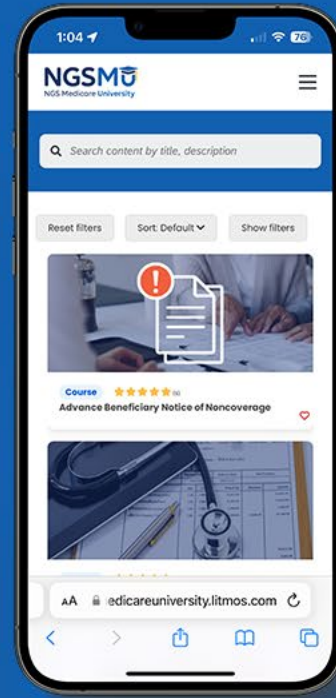 1:04
76
NGSMU
NGS Medicare University
Search content by title, description
Reset filters
Sort: Default
Show filters
!
Course
Advance Beneficiary Notice of Noncoverage
AA
edicareuniversity.litmos.com